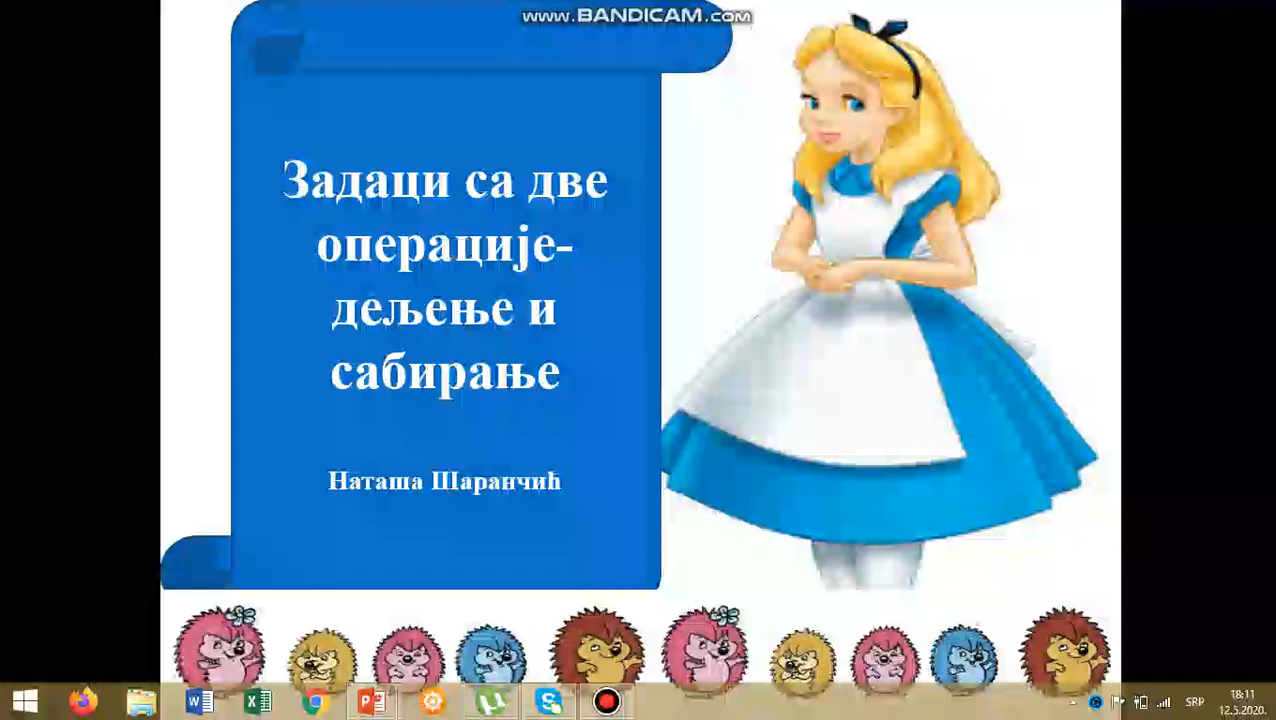 www.BANDICAM.com
Задаци са две
операције-
дељење и
сабирање
Наташа Шаранчић
18:11
SRP
12.5.2020.